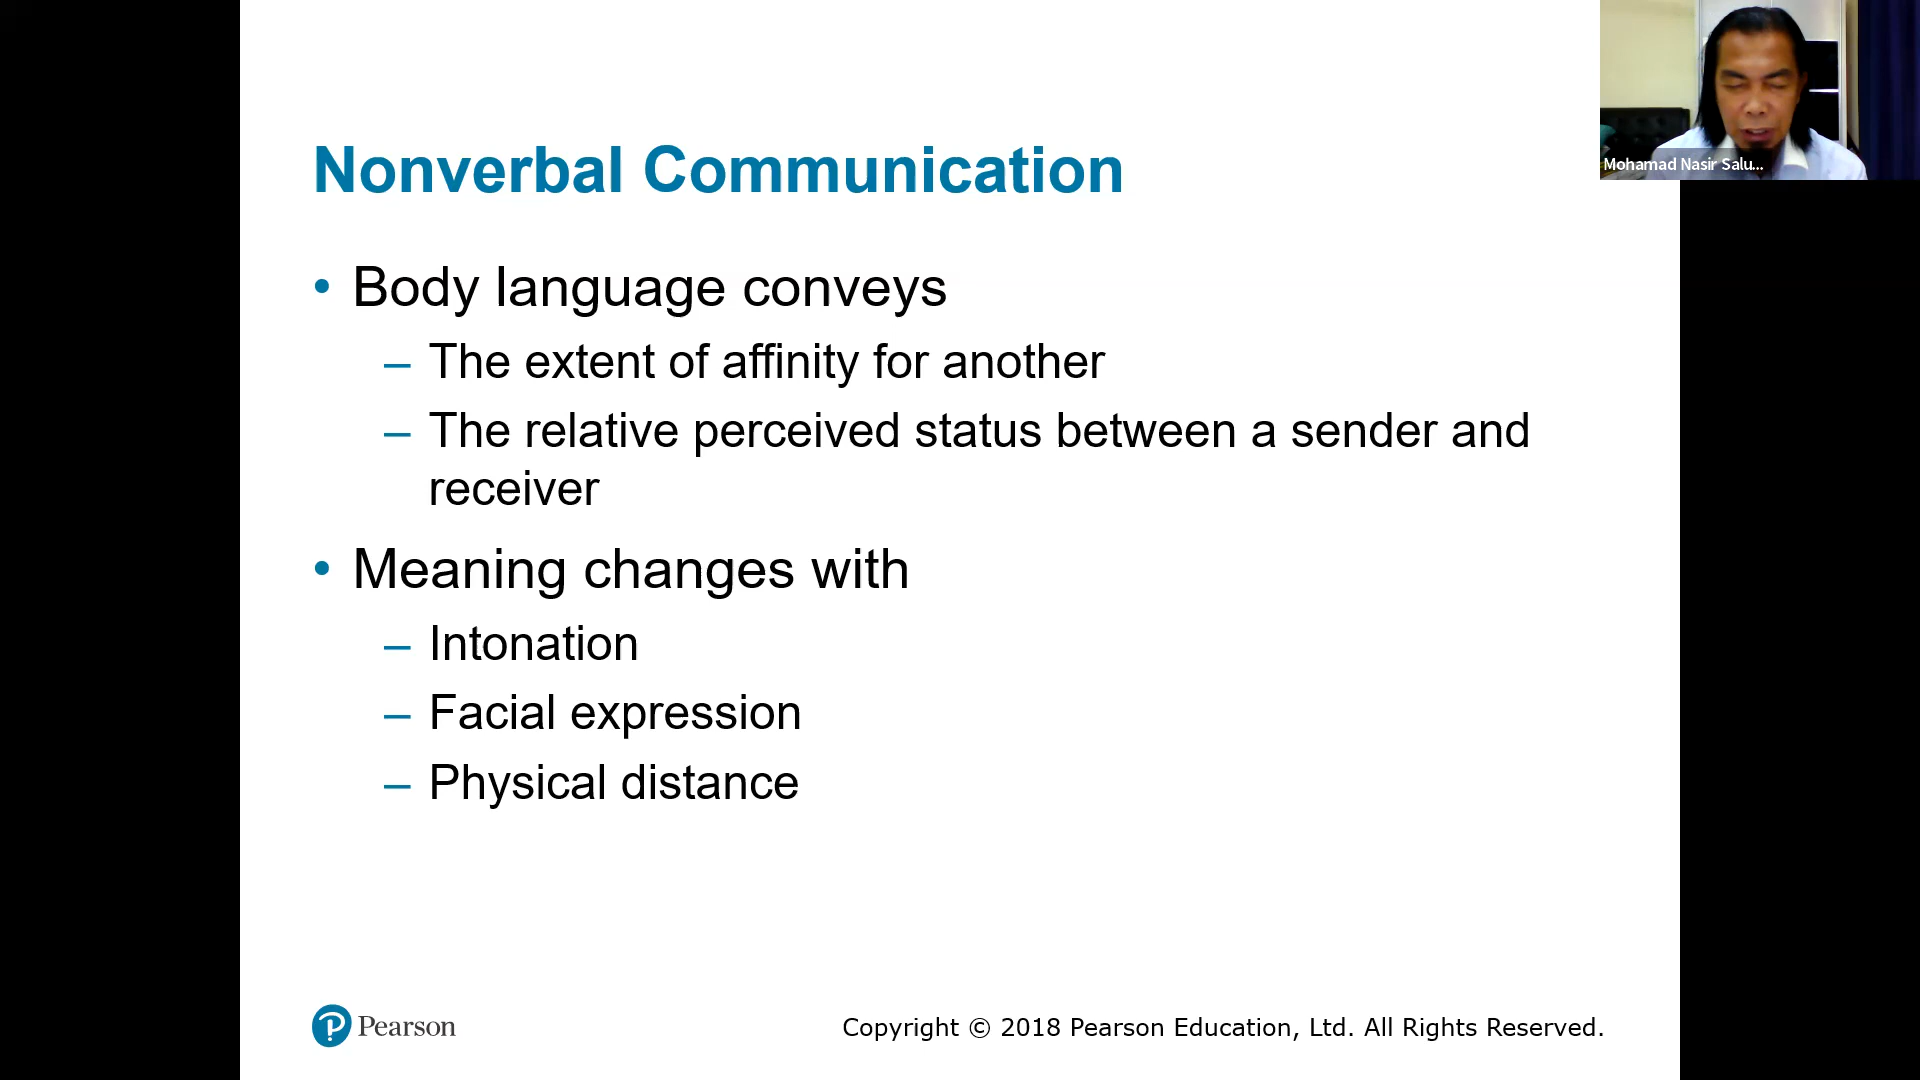 Nonverbal Communication
• Body language conveys
– The extent of affinity for another
– The relative perceived status between a sender and
receiver
• Meaning changes with
– Intonation
– Facial expression
– Physical distance
Mohamad Nasir Salu...
Pearson
Copyright © 2018 Pearson Education, Ltd. All Rights Reserved.